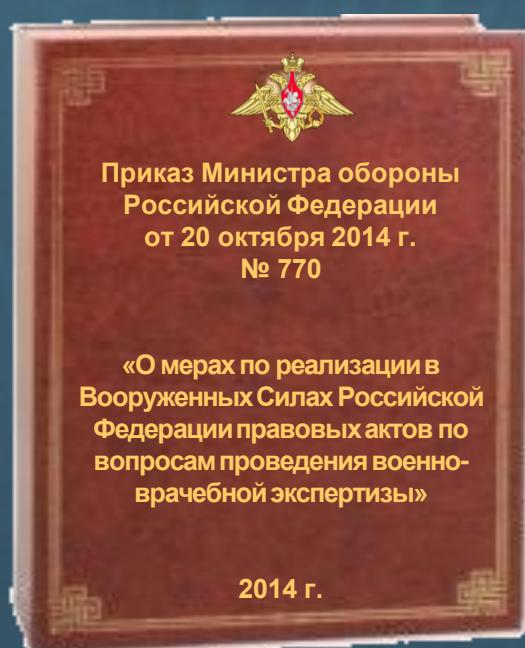 Приказ Министра обороны
Российской Федерации
от 20 октября 2014 г.
№ 770
«О мерах по реализации в
Вооруженных Силах Российской
Федерации правовых актов по
вопросам проведения военно-
врачебной экспертизы»
2014 г.